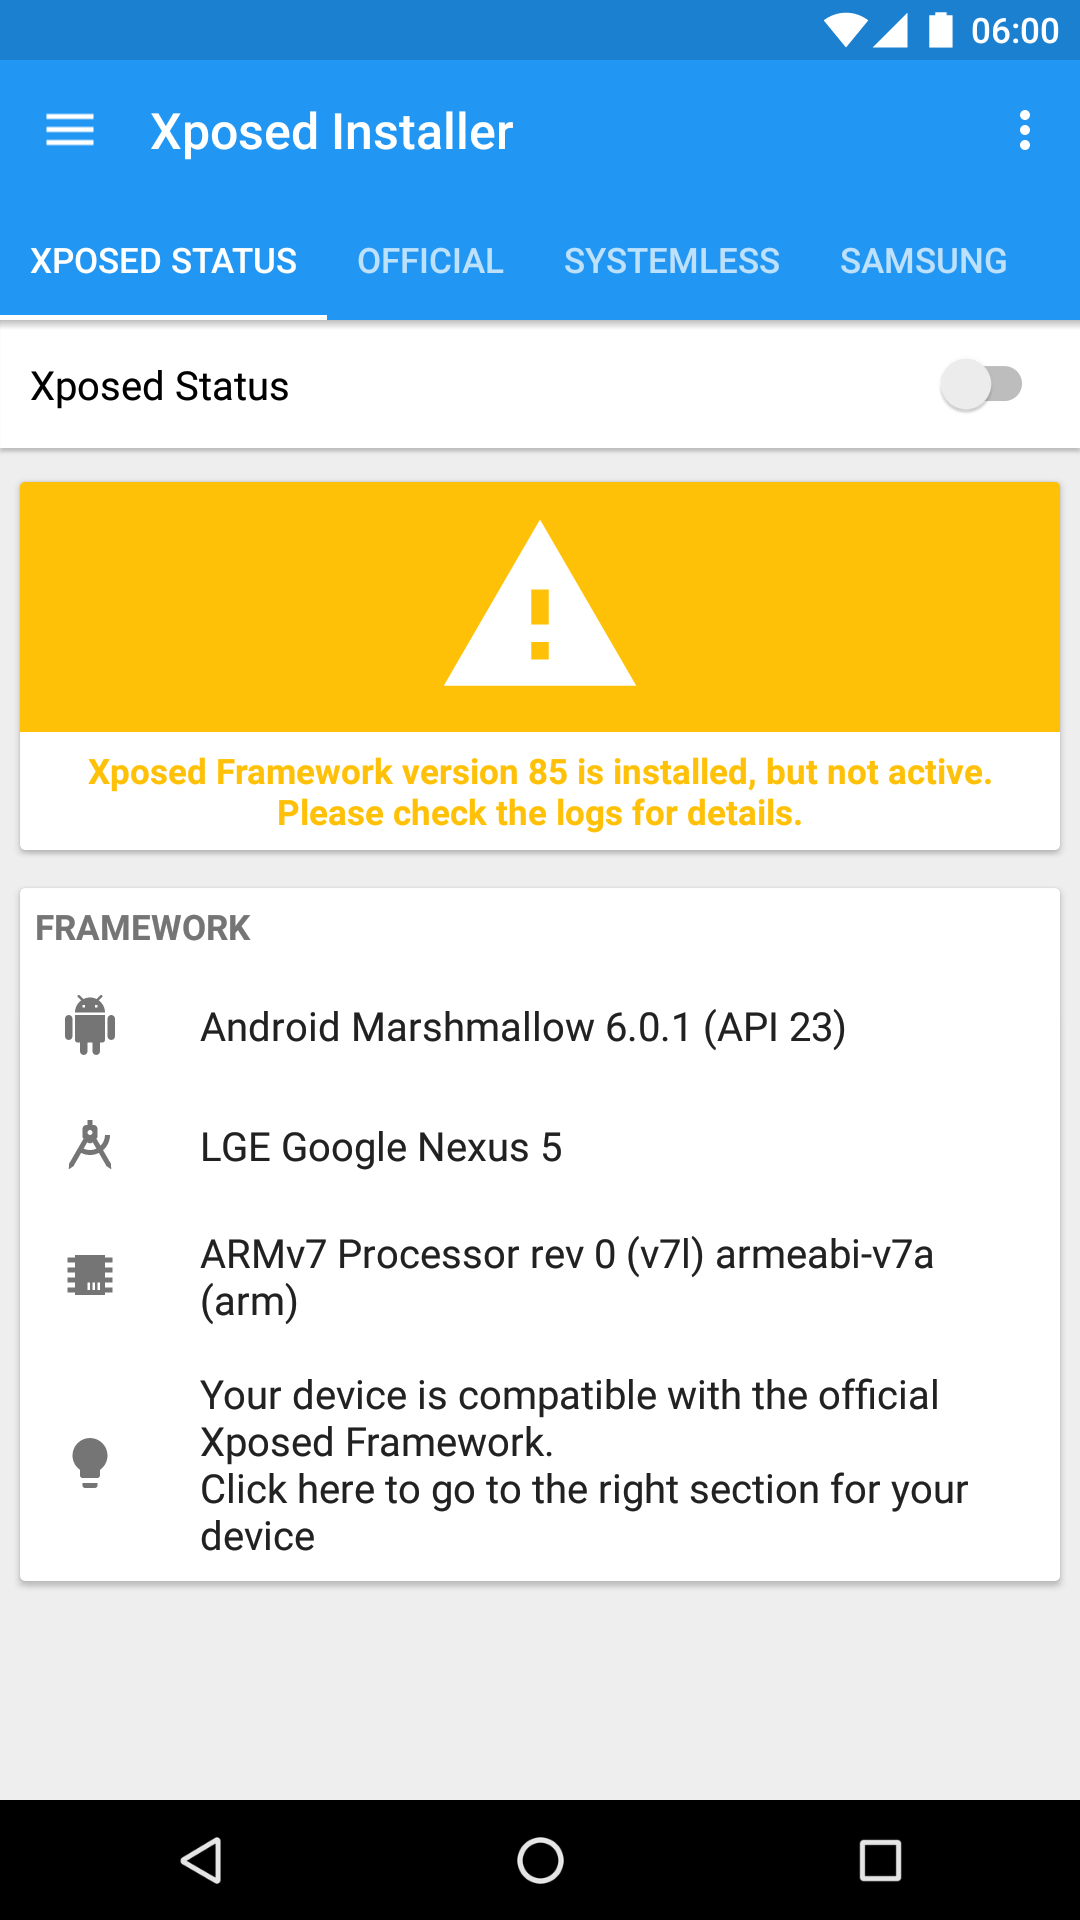 06:00
Xposed Installer
XPOSED STATUS OFFICIAL SYSTEMLESS SAMSUNG
Xposed Status
Xposed Framework version 85 is installed, but not active.
Please check the logs for details.
FRAMEWORK
Android Marshmallow 6.0.1 (API 23)
LGE Google Nexus 5
ARMv7 Processor rev 0 (v7l) armeabi-v7a
(arm)
Your device is compatible with the official
Xposed Framework.
Click here to go to the right section for your
device